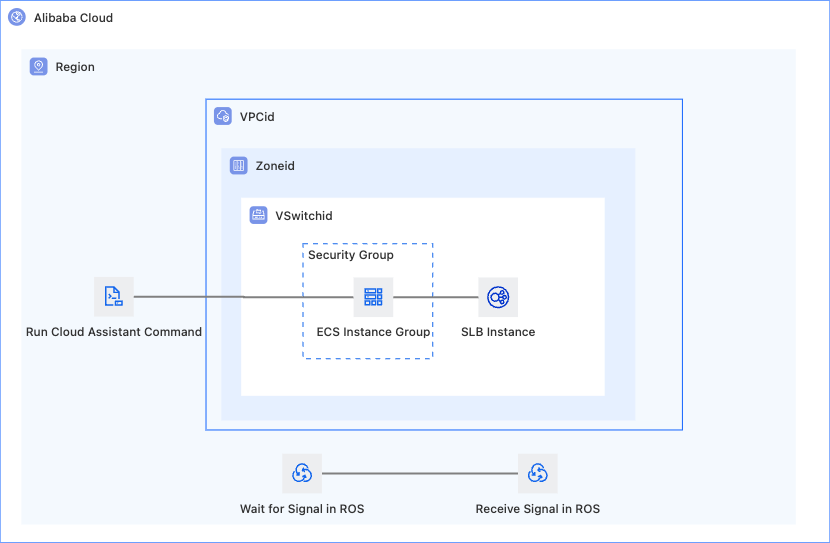 Alibaba Cloud
Region
VPCid
Zoneid
VSwitchid
Security Group
Run Cloud Assistant Command
ECS Instance Group
SLB Instance
Wait for Signal in ROS
Receive Signal in ROS